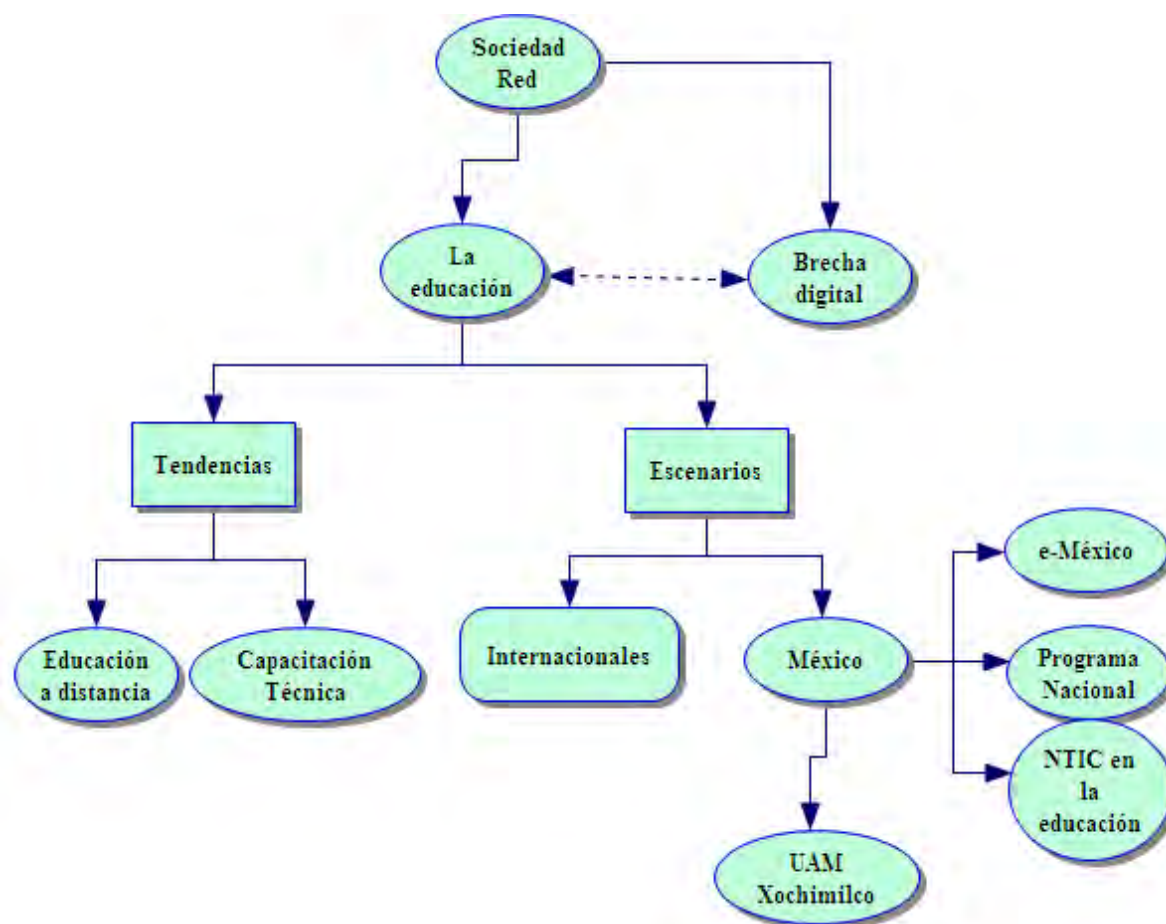 Sociedad
Red
La
educación
Brecha
digital
Tendencias
Escenarios
e-México
Educación
a distancia
Capacitación
Técnica
Internacionales
México
Programa
Nacional
NTIC en
la
educación
UAM
Xochimilco